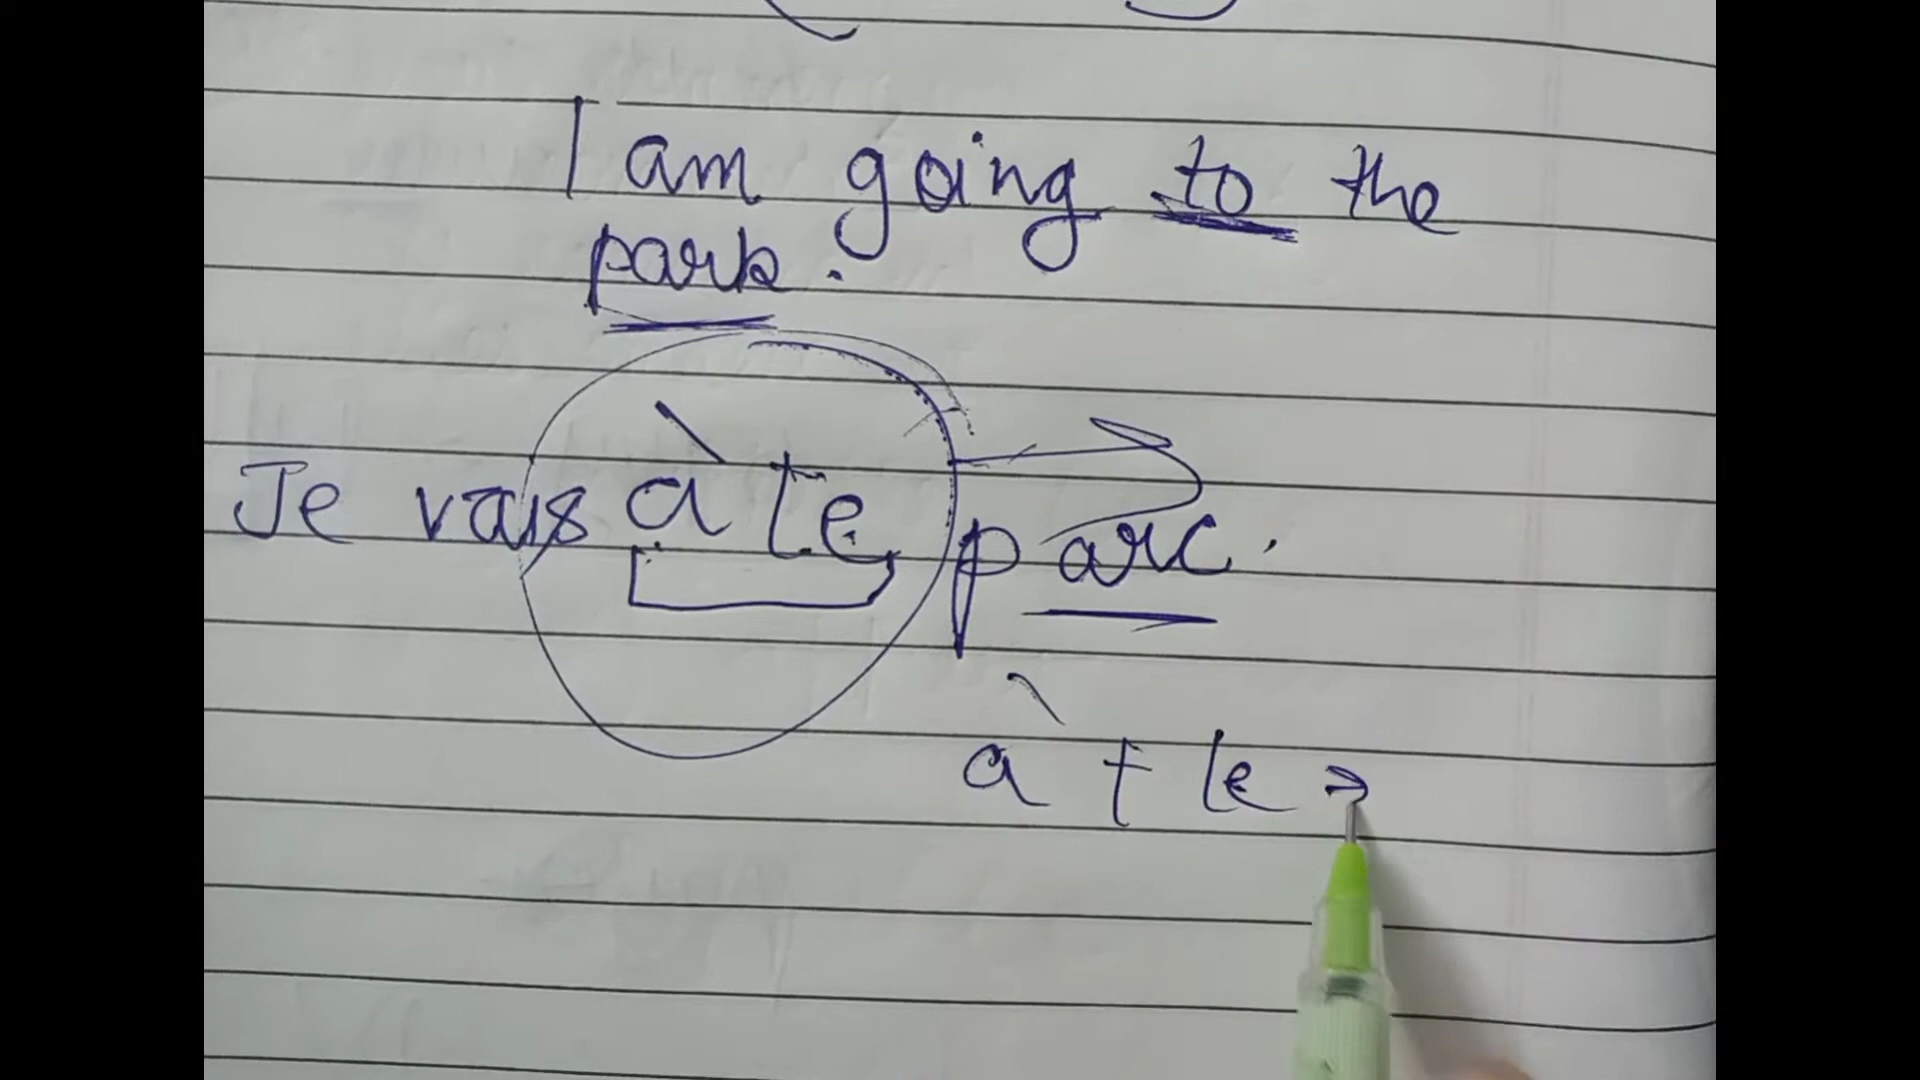 I am going to the
park.
Je vais à le parc.
à + le →